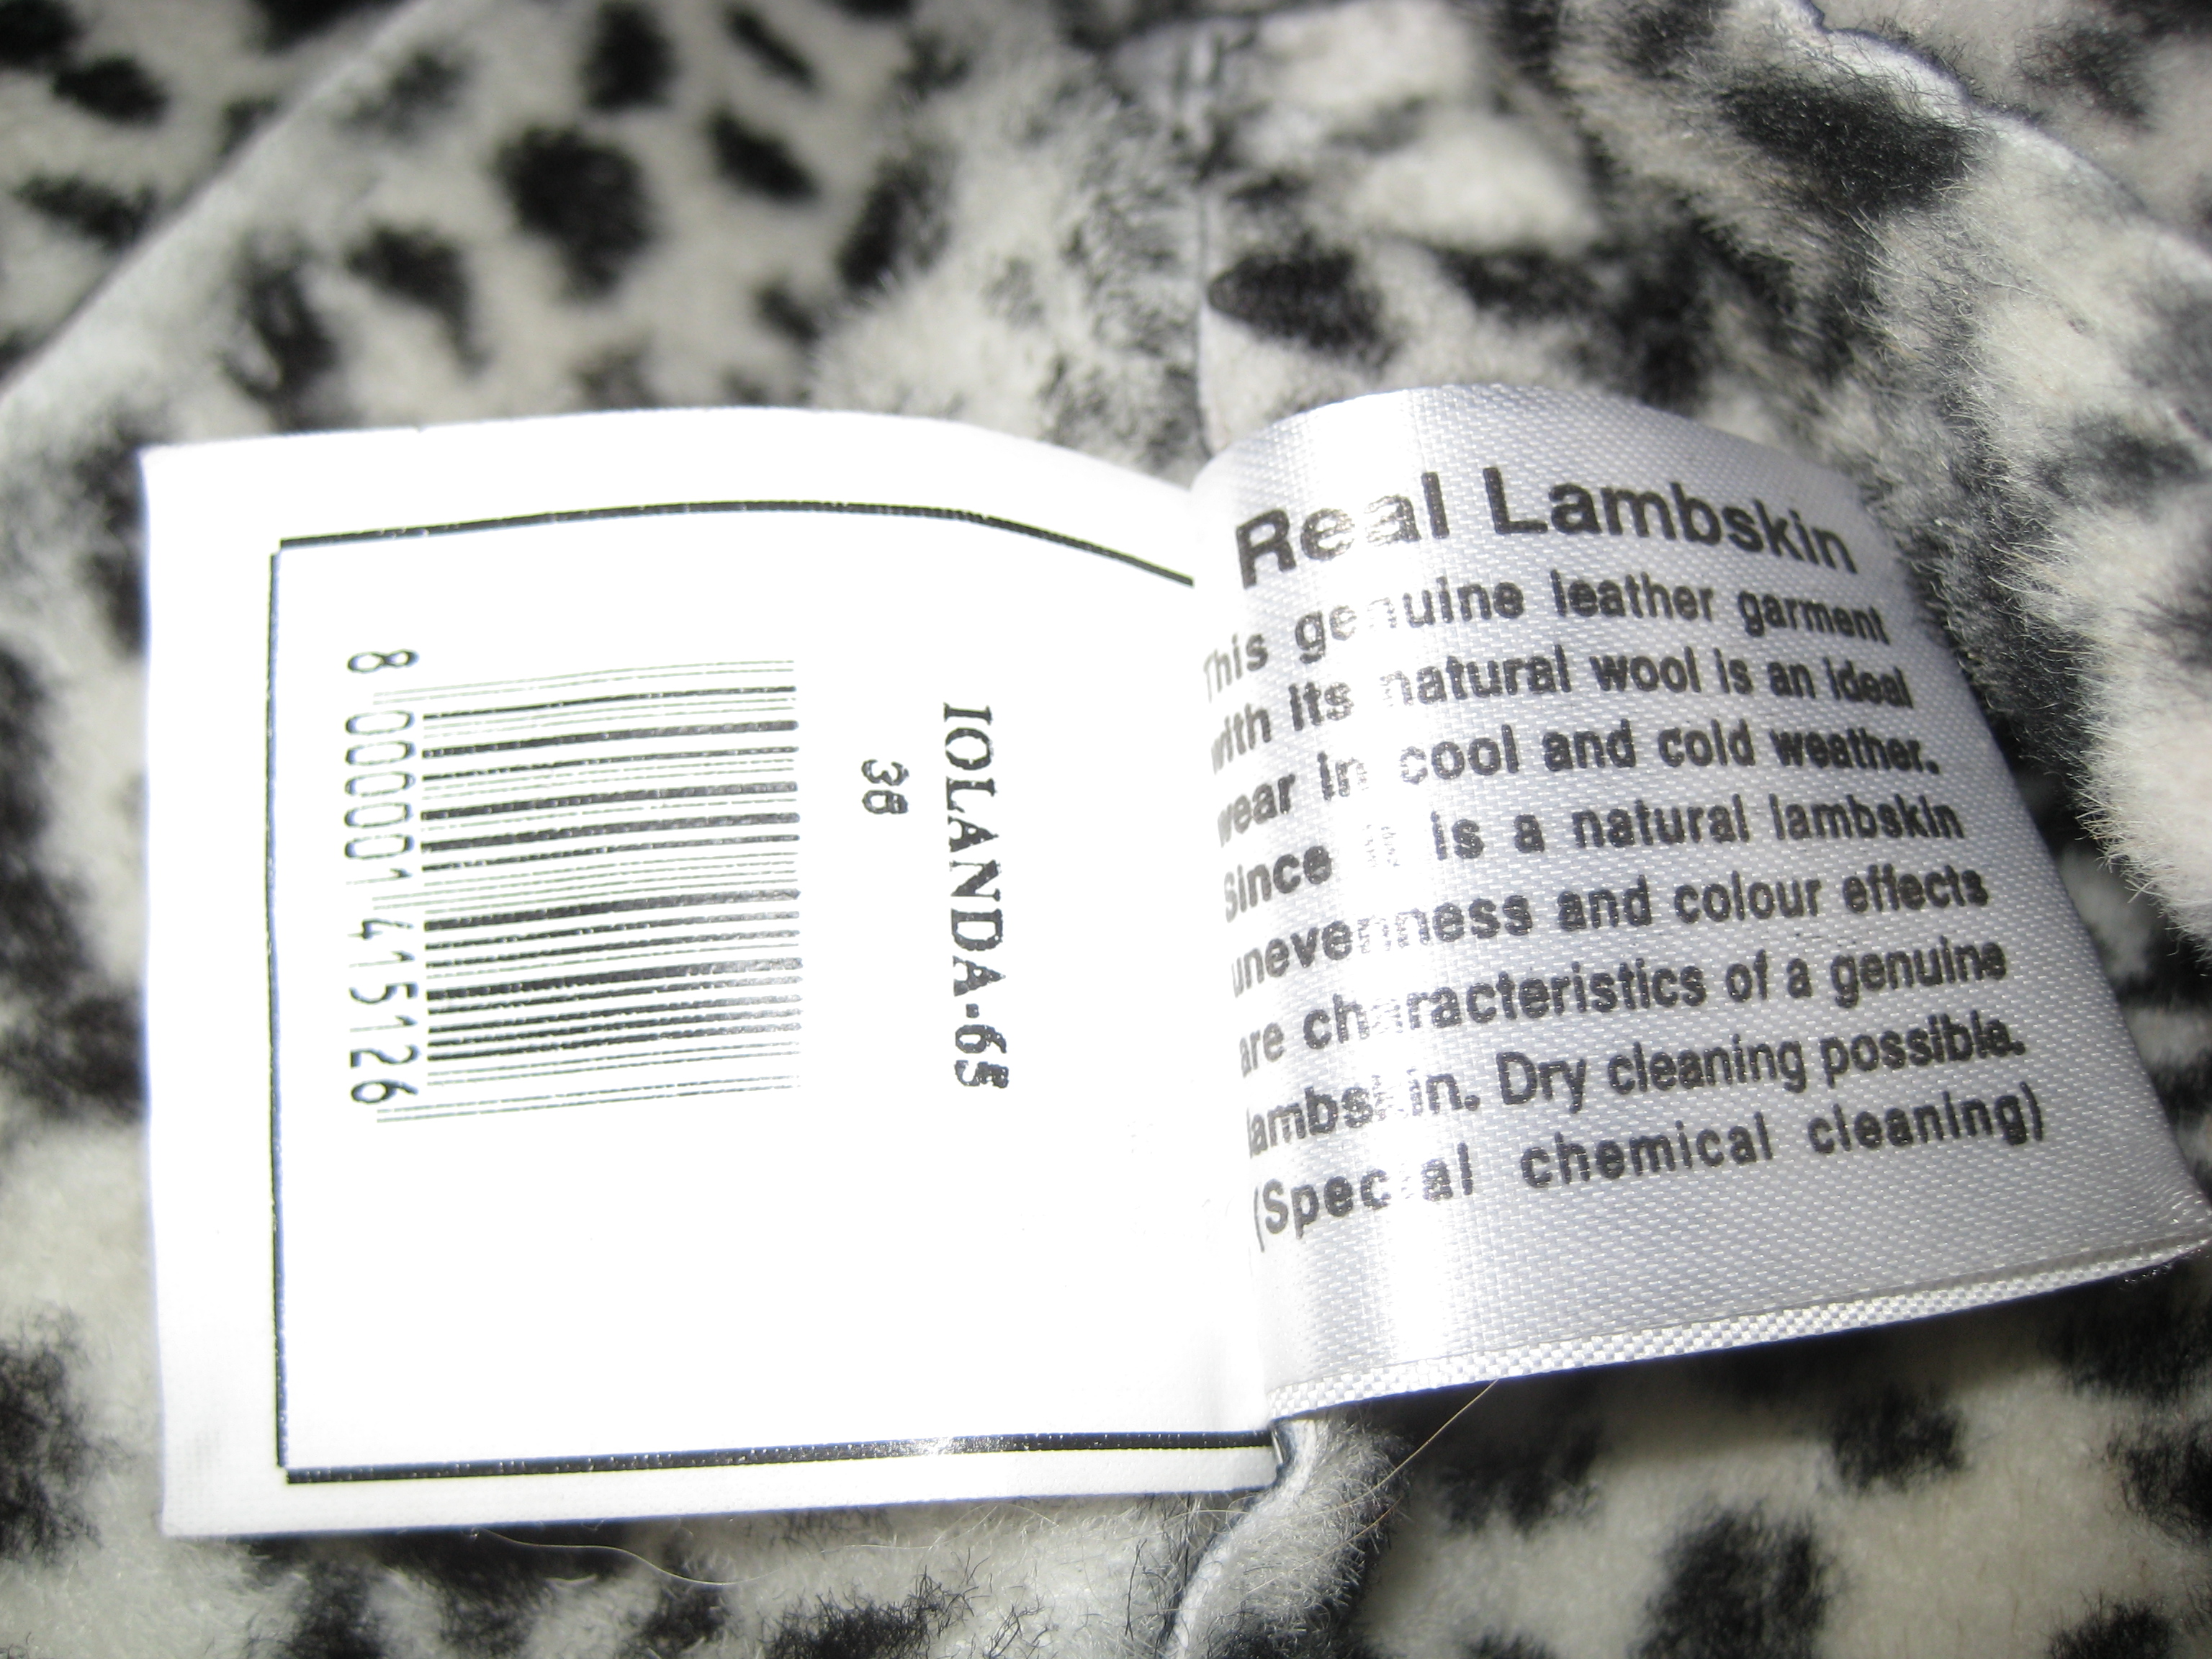 IOLANDA-65
38
8 000001 415126
Real Lambskin
This genuine leather garment
with its natural wool is an ideal
wear in cool and cold weather.
Since is a natural lambskin
unevenness and colour effects
are characteristics of a genuine
lambskin. Dry cleaning possible.
(Special chemical cleaning)